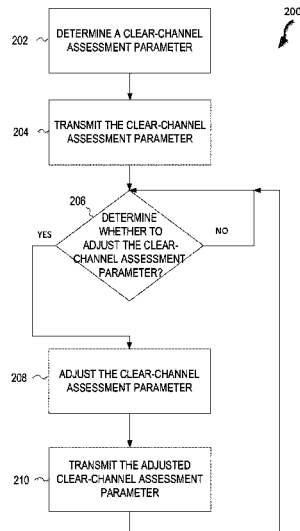 200
202
DETERMINE A CLEAR-CHANNEL
ASSESSMENT PARAMETER
204
TRANSMIT THE CLEAR-CHANNEL
ASSESSMENT PARAMETER
206
DETERMINE
WHETHER TO
ADJUST THE CLEAR-
CHANNEL ASSESSMENT
PARAMETER?
YES
NO
208
ADJUST THE CLEAR-CHANNEL
ASSESSMENT PARAMETER
210
TRANSMIT THE ADJUSTED
CLEAR-CHANNEL ASSESSMENT
PARAMETER